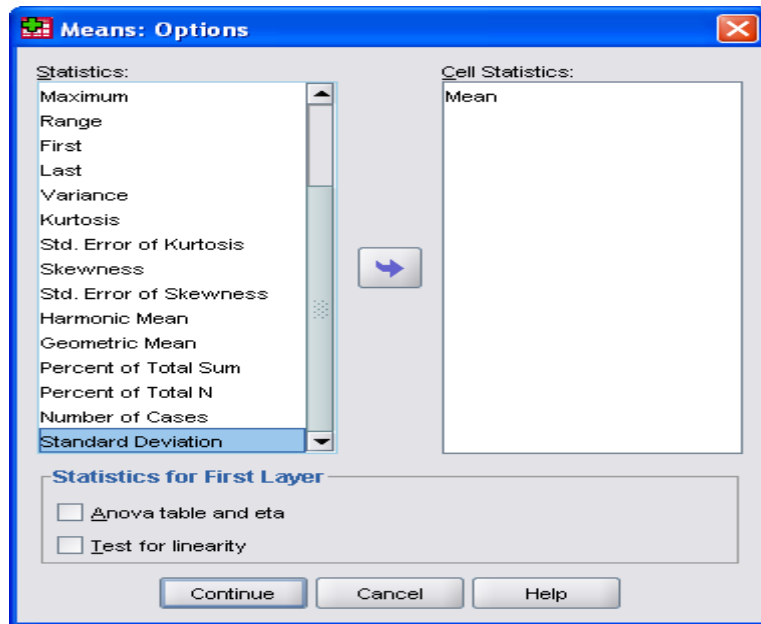 Means: Options
Statistics:
Maximum
Range
First
Last
Variance
Kurtosis
Std. Error of Kurtosis
Skewness
Std. Error of Skewness
Harmonic Mean
Geometric Mean
Percent of Total Sum
Percent of Total N
Number of Cases
Standard Deviation
Cell Statistics:
Mean
Statistics for First Layer
Anova table and eta
Test for linearity
Continue
Cancel
Help